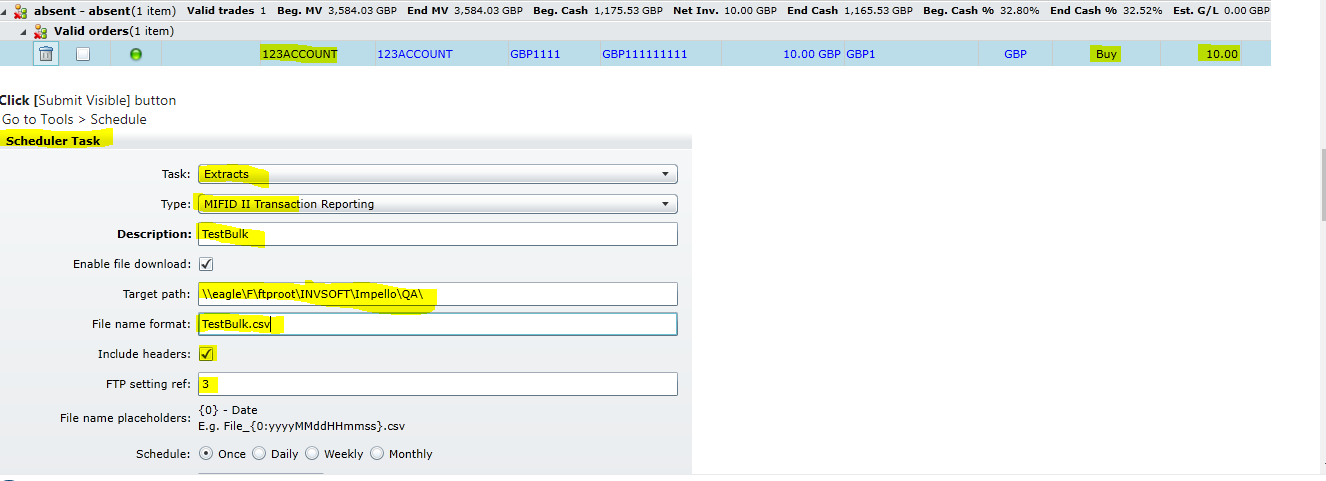 absent - absent(1 item) Valid trades 1 Beg. MV 3,584.03 GBP End MV 3,584.03 GBP Beg. Cash 1,175.53 GBP Net Inv. 10.00 GBP End Cash 1,165.53 GBP Beg. Cash % 32.80% End Cash % 32.52% Est. G/L 0.00 GBP
Valid orders(1 item)
123ACCOUNT 123ACCOUNT GBP1111 GBP111111111 10.00 GBP GBP1 GBP Buy 10.00
Click [Submit Visible] button
Go to Tools > Schedule
Scheduler Task
Task: Extracts
Type: MIFID II Transaction Reporting
Description: TestBulk
Enable file download:
Target path: \\eagle\F\ftproot\INVSOFT\Impello\QA\
File name format: TestBulk.csv
Include headers:
FTP setting ref: 3
File name placeholders: {0} - Date
E.g. File_{0:yyyyMMddHHmmss}.csv
Schedule: Once Daily Weekly Monthly